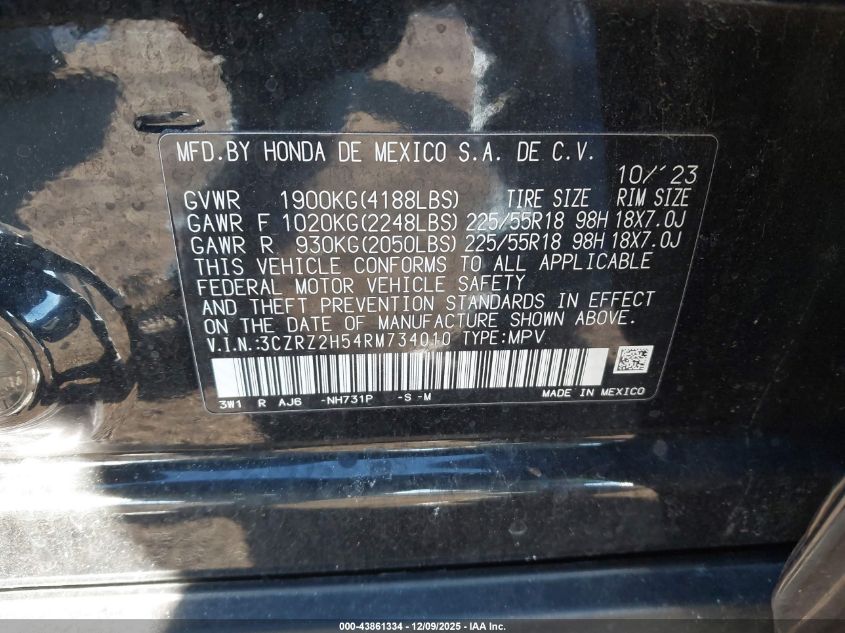 MFD.BY HONDA DE MEXICO S.A. DE C.V.
10/'23
GVWR 1900KG(4188LBS) TIRE SIZE RIM SIZE
GAWR F 1020KG(2248LBS) 225/55R18 98H 18X7.0J
GAWR R 930KG(2050LBS) 225/55R18 98H 18X7.0J
THIS VEHICLE CONFORMS TO ALL APPLICABLE
FEDERAL MOTOR VEHICLE SAFETY
AND THEFT PREVENTION STANDARDS IN EFFECT
ON THE DATE OF MANUFACTURE SHOWN ABOVE.
V.I.N.:3CZRZ2H54RM734010 TYPE:MPV
3W1 R AJ6 -NH731P -S-M MADE IN MEXICO
000-43861334 | 12/09/2025 - IAA Inc.